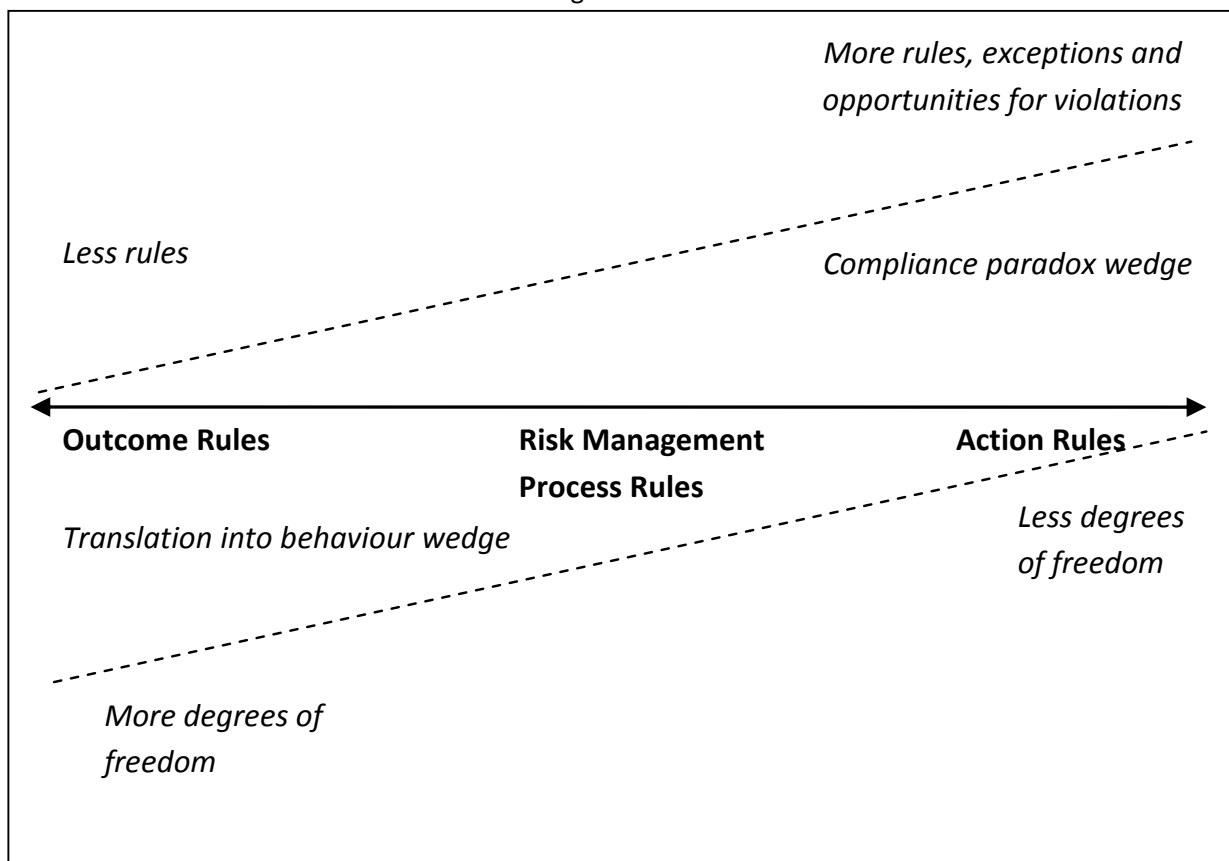 More rules, exceptions and
opportunities for violations
Less rules
Compliance paradox wedge
Outcome Rules
Risk Management
Process Rules
Action Rules
Translation into behaviour wedge
Less degrees
of freedom
More degrees of
freedom